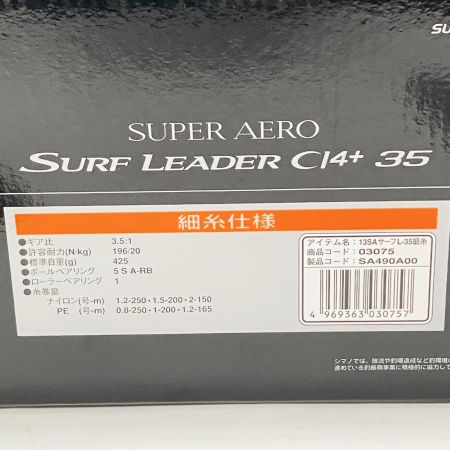 SU
SUPER AERO
SURF LEADER CI4+ 35
細糸仕様
●ギア比 3.5:1
●許容耐力(N/kg) 196/20
●標準自重(g) 425
●ボールベアリング 5 S A-RB
●ローラーベアリング 1
●糸巻量
ナイロン(号-m) 1.2-250・1.5-200・2-150
PE (号-m) 0.8-250・1-200・1.2-165
アイテム名:13SAサーフレ-35細糸
商品コード:03075
製品コード:SA490A00
4 969363 030757
シマノでは、放流や釣場造成など釣環境の
進めている釣振興事業に積極的に協力して